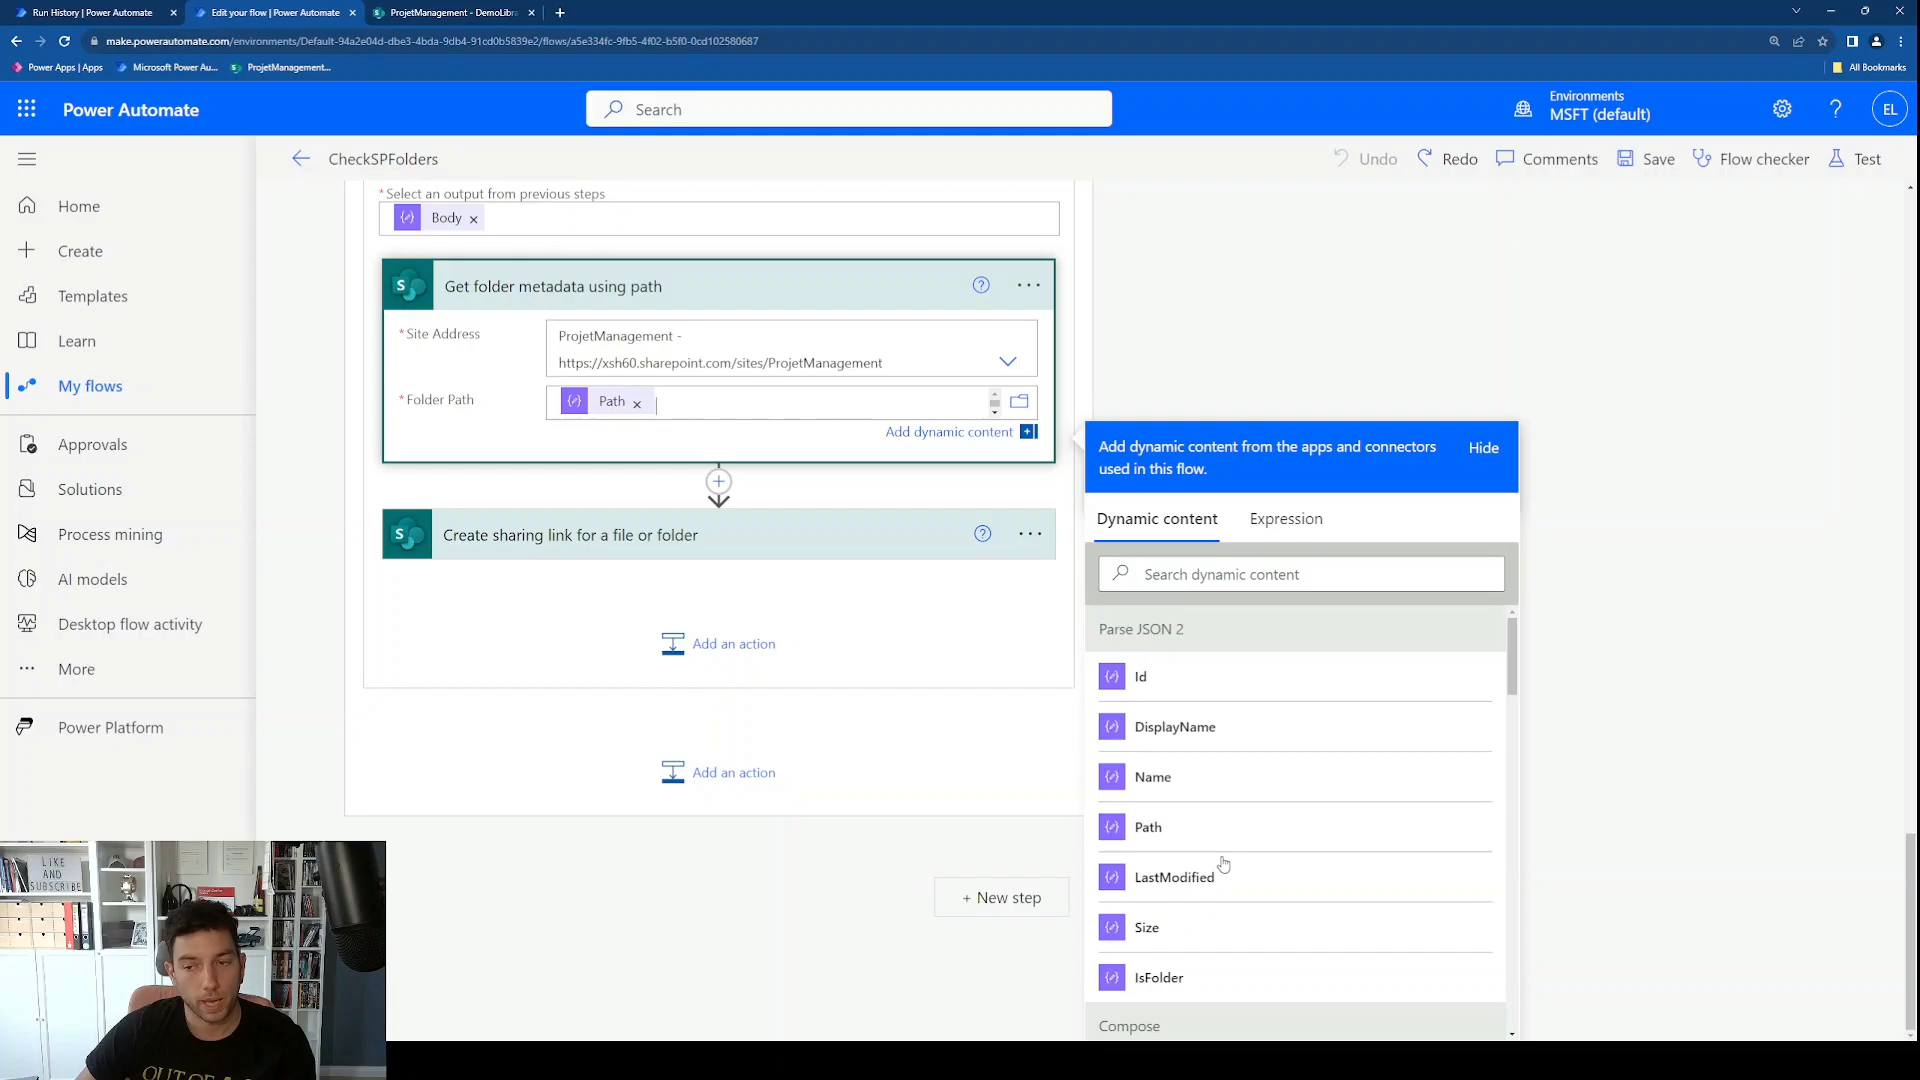 Run History | Power Automate
Edit your flow | Power Automate
ProjetManagement - DemoLibra
make.powerautomate.com/environments/Default-94a2e04d-dbe3-4bda-9db4-91cd0b5839e2/flows/a5e334fc-9fb5-4f02-b5f0-0cd102580687
Power Apps | Apps
Microsoft Power Au...
ProjetManagement...
All Bookmarks
Power Automate
Search
Environments
MSFT (default)
EL
CheckSPFolders
Undo
Redo
Comments
Save
Flow checker
Test
Home
Create
Templates
Learn
My flows
Approvals
Solutions
Process mining
AI models
Desktop flow activity
More
Power Platform
* Select an output from previous steps
Body
Get folder metadata using path
* Site Address
ProjetManagement -
https://xsh60.sharepoint.com/sites/ProjetManagement
* Folder Path
Path
Add dynamic content
Create sharing link for a file or folder
Add an action
Add an action
+ New step
Add dynamic content from the apps and connectors
used in this flow.
Hide
Dynamic content
Expression
Search dynamic content
Parse JSON 2
Id
DisplayName
Name
Path
LastModified
Size
IsFolder
Compose
LIKE
AND
SUBSCRIBE
OUT OF